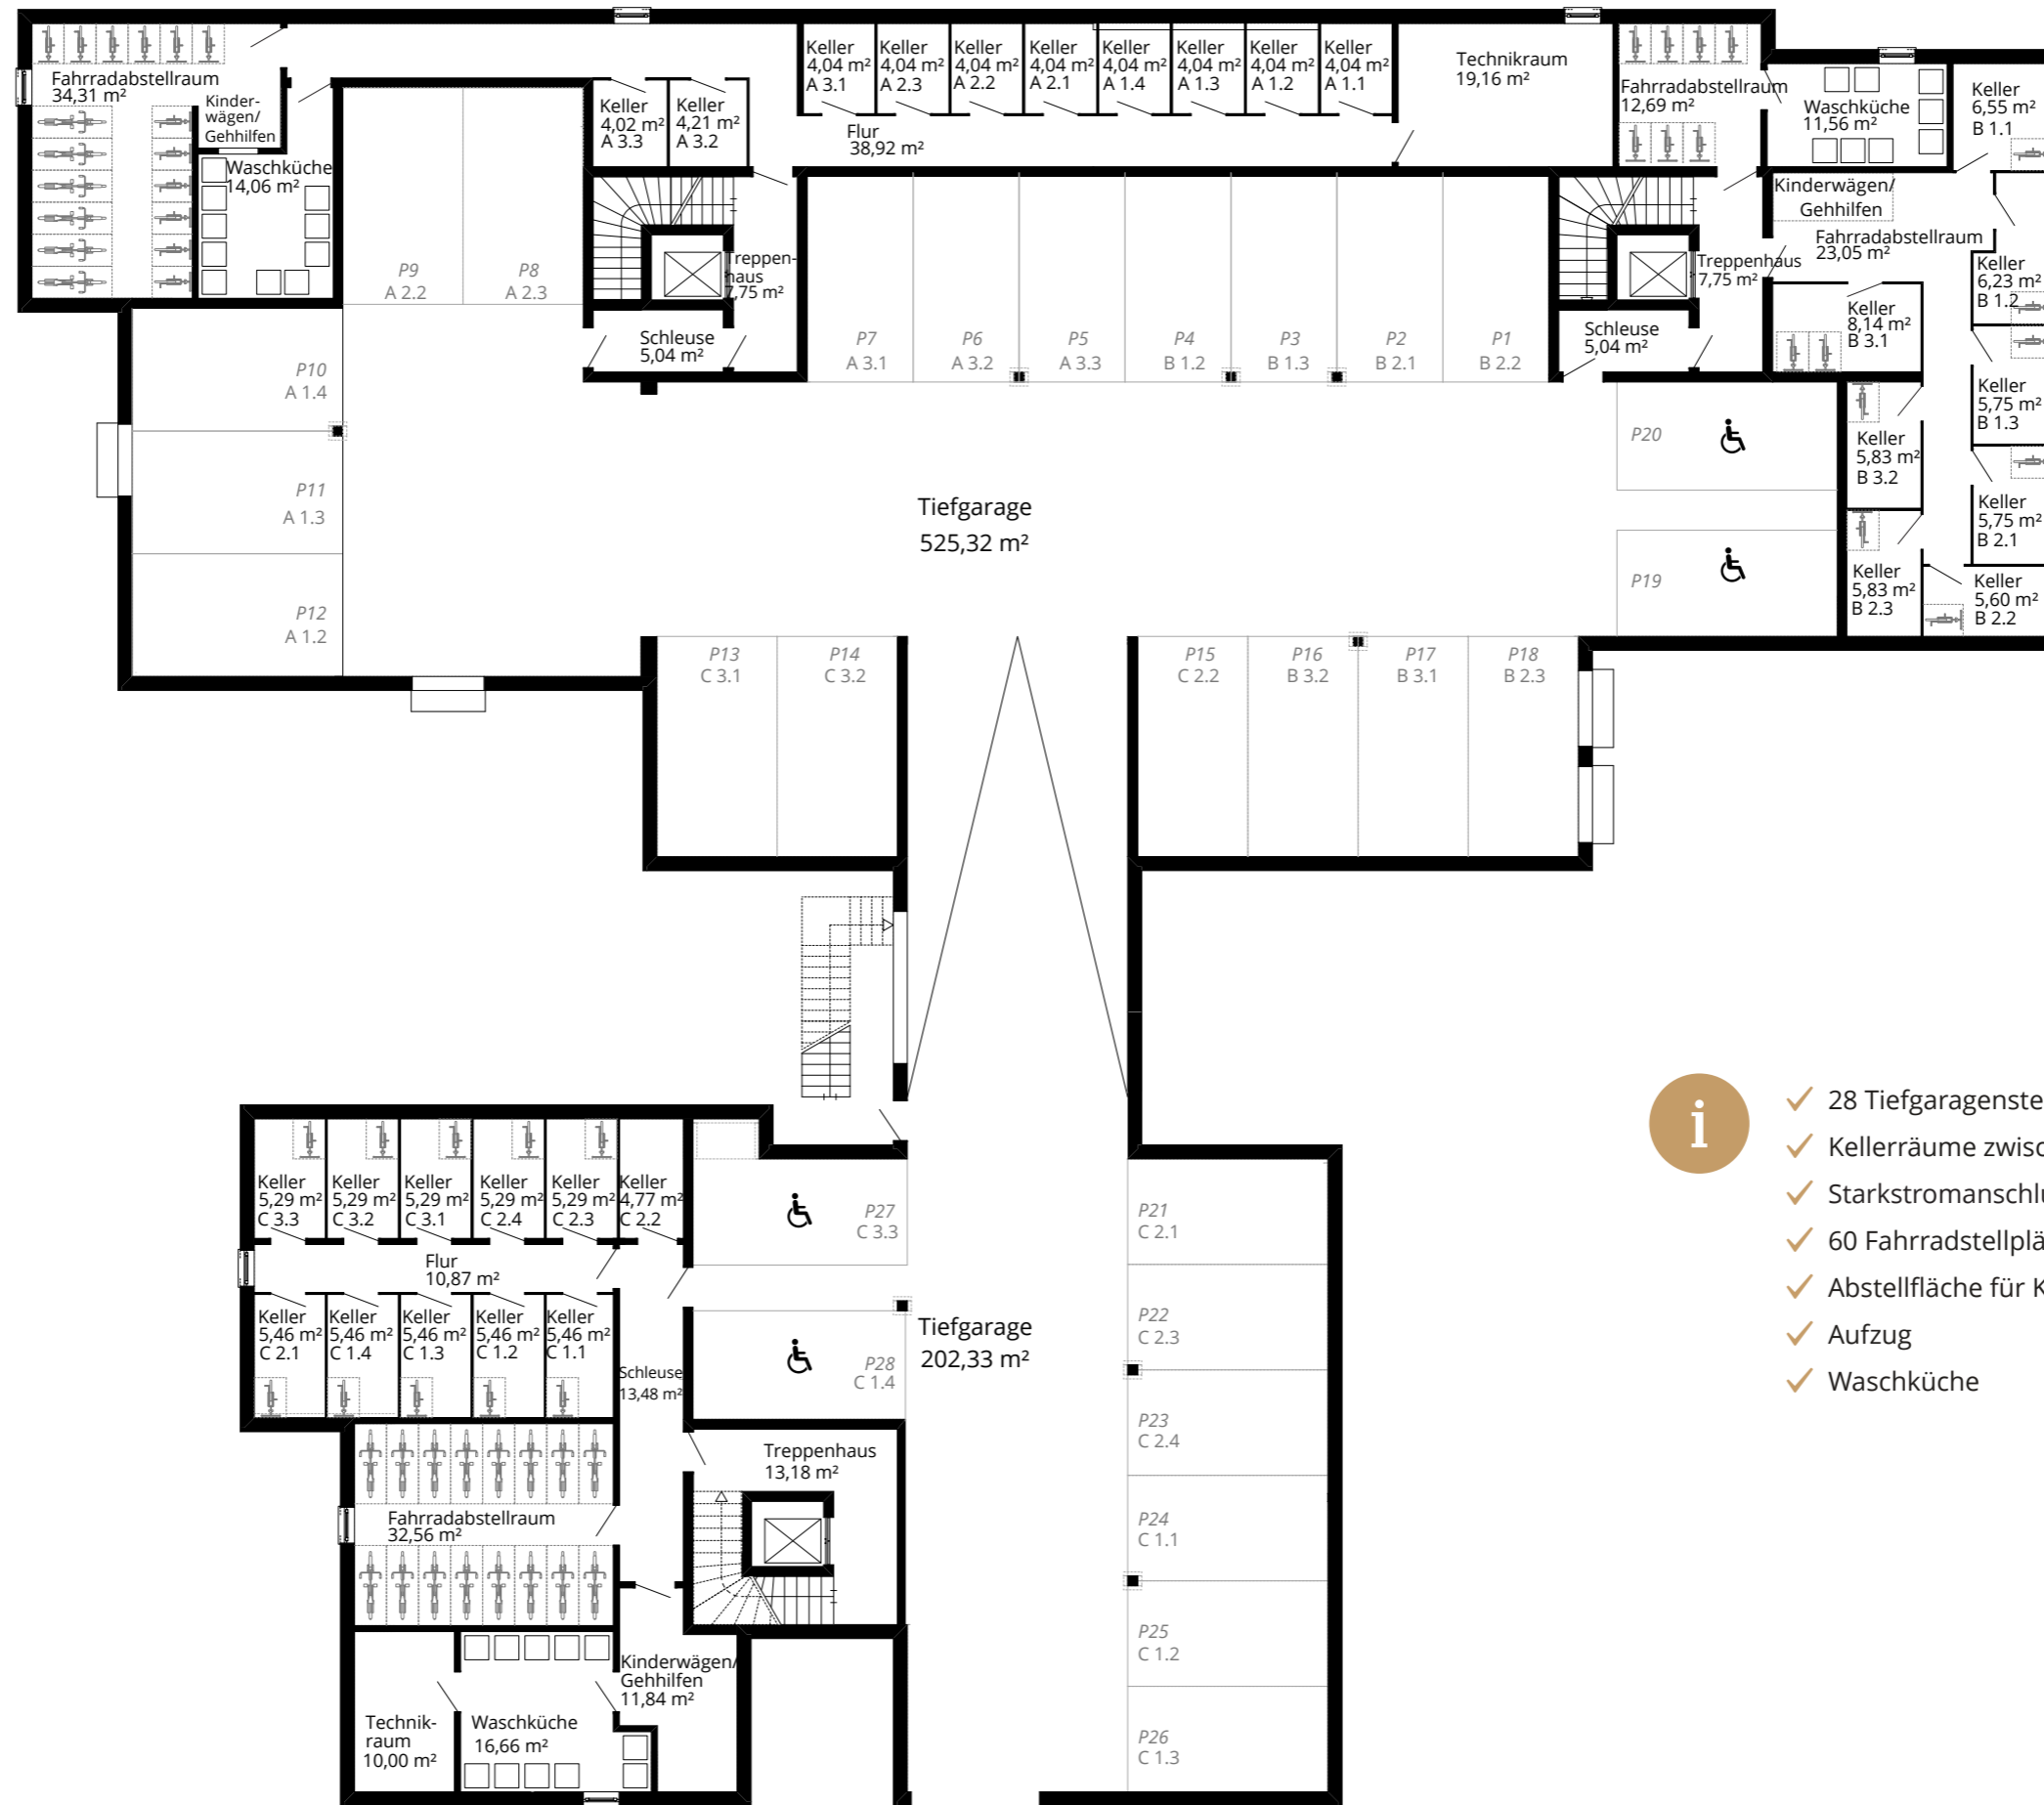 Fahrradabstellraum
34,31 m²
Kinder-
wägen/
Gehhilfen
Waschküche
14,06 m²
Keller
4,02 m²
A 3.3
Keller
4,21 m²
A 3.2
Keller
4,04 m²
A 3.1
Keller
4,04 m²
A 2.3
Keller
4,04 m²
A 2.2
Keller
4,04 m²
A 2.1
Keller
4,04 m²
A 1.4
Keller
4,04 m²
A 1.3
Keller
4,04 m²
A 1.2
Keller
4,04 m²
A 1.1
Flur
38,92 m²
Technikraum
19,16 m²
Fahrradabstellraum
12,69 m²
Waschküche
11,56 m²
Keller
6,55 m²
B 1.1
Kinderwägen/
Gehhilfen
Fahrradabstellraum
23,05 m²
Keller
6,23 m²
B 1.2
Treppenhaus
7,75 m²
Schleuse
5,04 m²
Keller
8,14 m²
B 3.1
Keller
5,75 m²
B 1.3
Keller
5,83 m²
B 3.2
Keller
5,75 m²
B 2.1
Keller
5,83 m²
B 2.3
Keller
5,60 m²
B 2.2
Treppen-
haus
7,75 m²
Schleuse
5,04 m²
P9
A 2.2
P8
A 2.3
P7
A 3.1
P6
A 3.2
P5
A 3.3
P4
B 1.2
P3
B 1.3
P2
B 2.1
P1
B 2.2
P10
A 1.4
P11
A 1.3
P12
A 1.2
P20
P19
Tiefgarage
525,32 m²
P13
C 3.1
P14
C 3.2
P15
C 2.2
P16
B 3.2
P17
B 3.1
P18
B 2.3
i
28 Tiefgaragenste
Kellerräume zwisc
Starkstromanschlu
60 Fahrradstellplä
Abstellfläche für K
Aufzug
Waschküche
Keller
5,29 m²
C 3.3
Keller
5,29 m²
C 3.2
Keller
5,29 m²
C 3.1
Keller
5,29 m²
C 2.4
Keller
5,29 m²
C 2.3
Keller
4,77 m²
C 2.2
Flur
10,87 m²
Keller
5,46 m²
C 2.1
Keller
5,46 m²
C 1.4
Keller
5,46 m²
C 1.3
Keller
5,46 m²
C 1.2
Keller
5,46 m²
C 1.1
Schleuse
13,48 m²
P27
C 3.3
P28
C 1.4
Tiefgarage
202,33 m²
P21
C 2.1
P22
C 2.3
P23
C 2.4
P24
C 1.1
P25
C 1.2
P26
C 1.3
Treppenhaus
13,18 m²
Fahrradabstellraum
32,56 m²
Kinderwägen/
Gehhilfen
11,84 m²
Technik-
raum
10,00 m²
Waschküche
16,66 m²